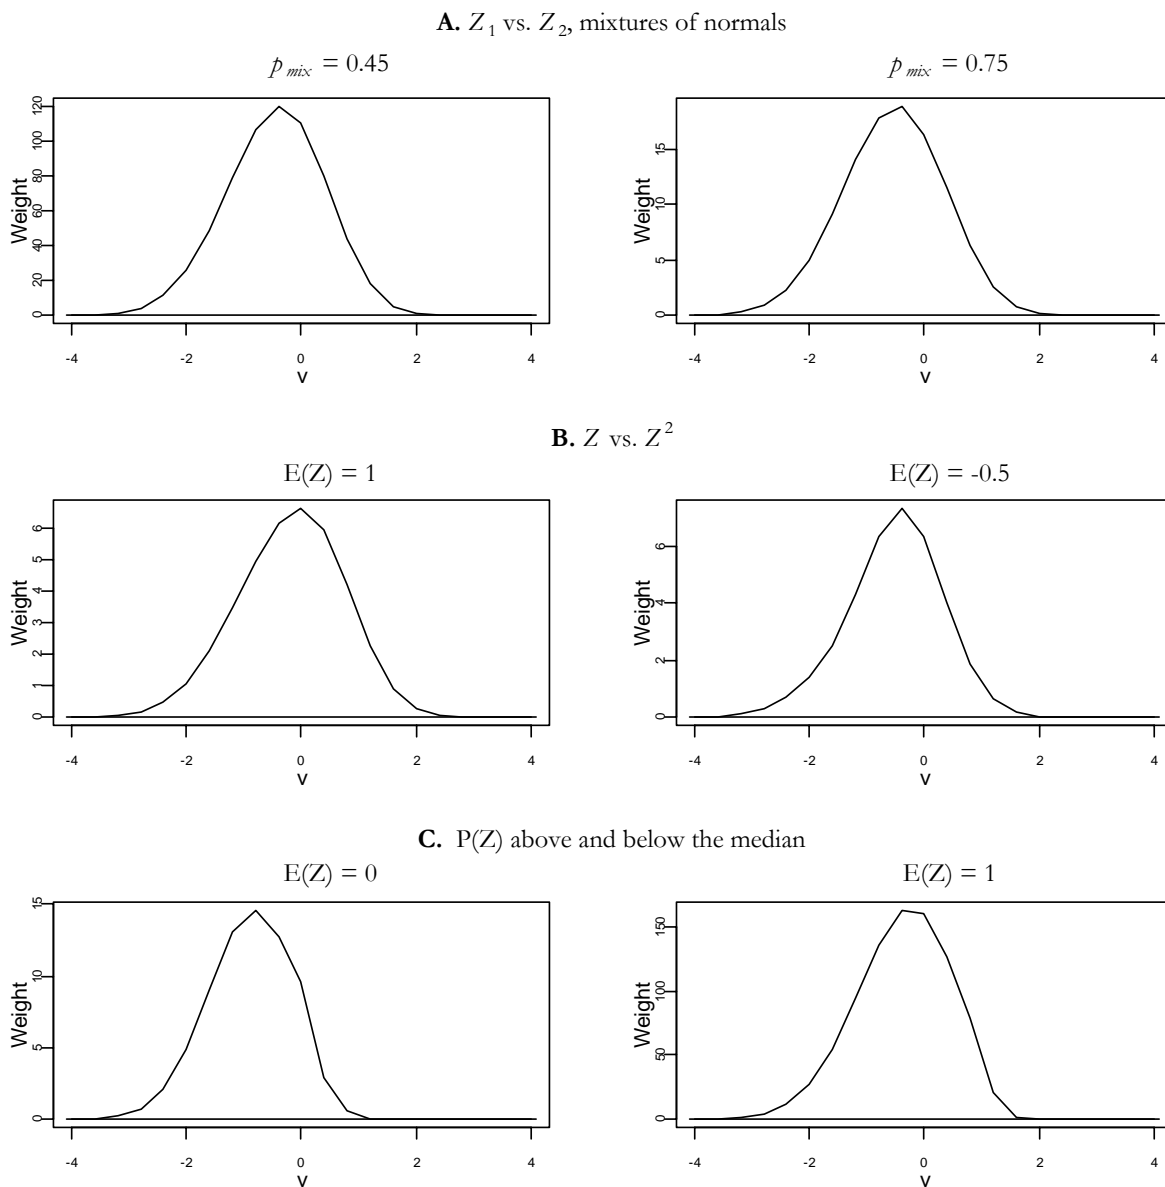 A. Z₁ vs. Z₂, mixtures of normals
p mix = 0.45
p mix = 0.75
Weight
0 20 40 60 80 100 120
-4 -2 0 2 4
v
Weight
0 5 10 15
-4 -2 0 2 4
v
B. Z vs. Z²
E(Z) = 1
E(Z) = -0.5
Weight
0 1 2 3 4 5 6
-4 -2 0 2 4
v
Weight
0 2 4 6
-4 -2 0 2 4
v
C. P(Z) above and below the median
E(Z) = 0
E(Z) = 1
Weight
0 5 10 15
-4 -2 0 2 4
v
Weight
0 50 100 150
-4 -2 0 2 4
v